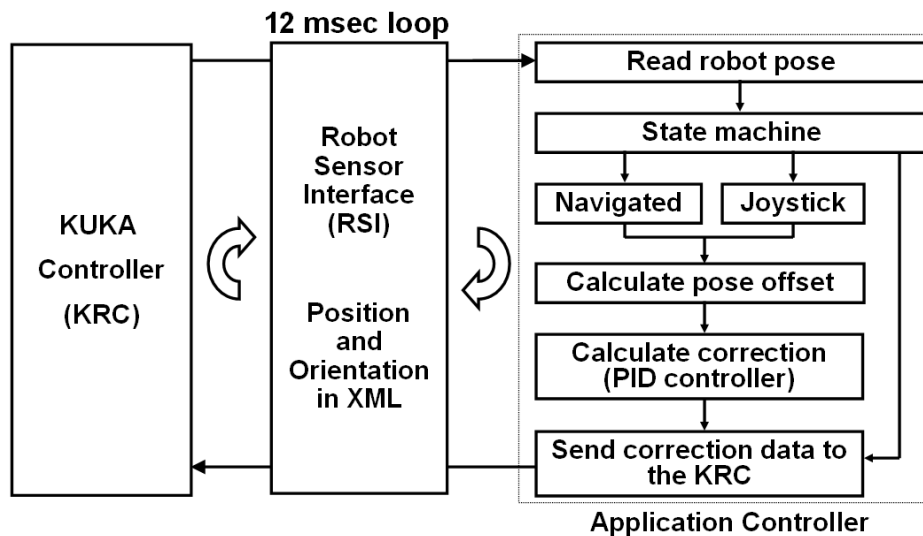 12 msec loop
KUKA
Controller
(KRC)
Robot
Sensor
Interface
(RSI)
Position
and
Orientation
in XML
Read robot pose
State machine
Navigated
Joystick
Calculate pose offset
Calculate correction
(PID controller)
Send correction data to
the KRC
Application Controller